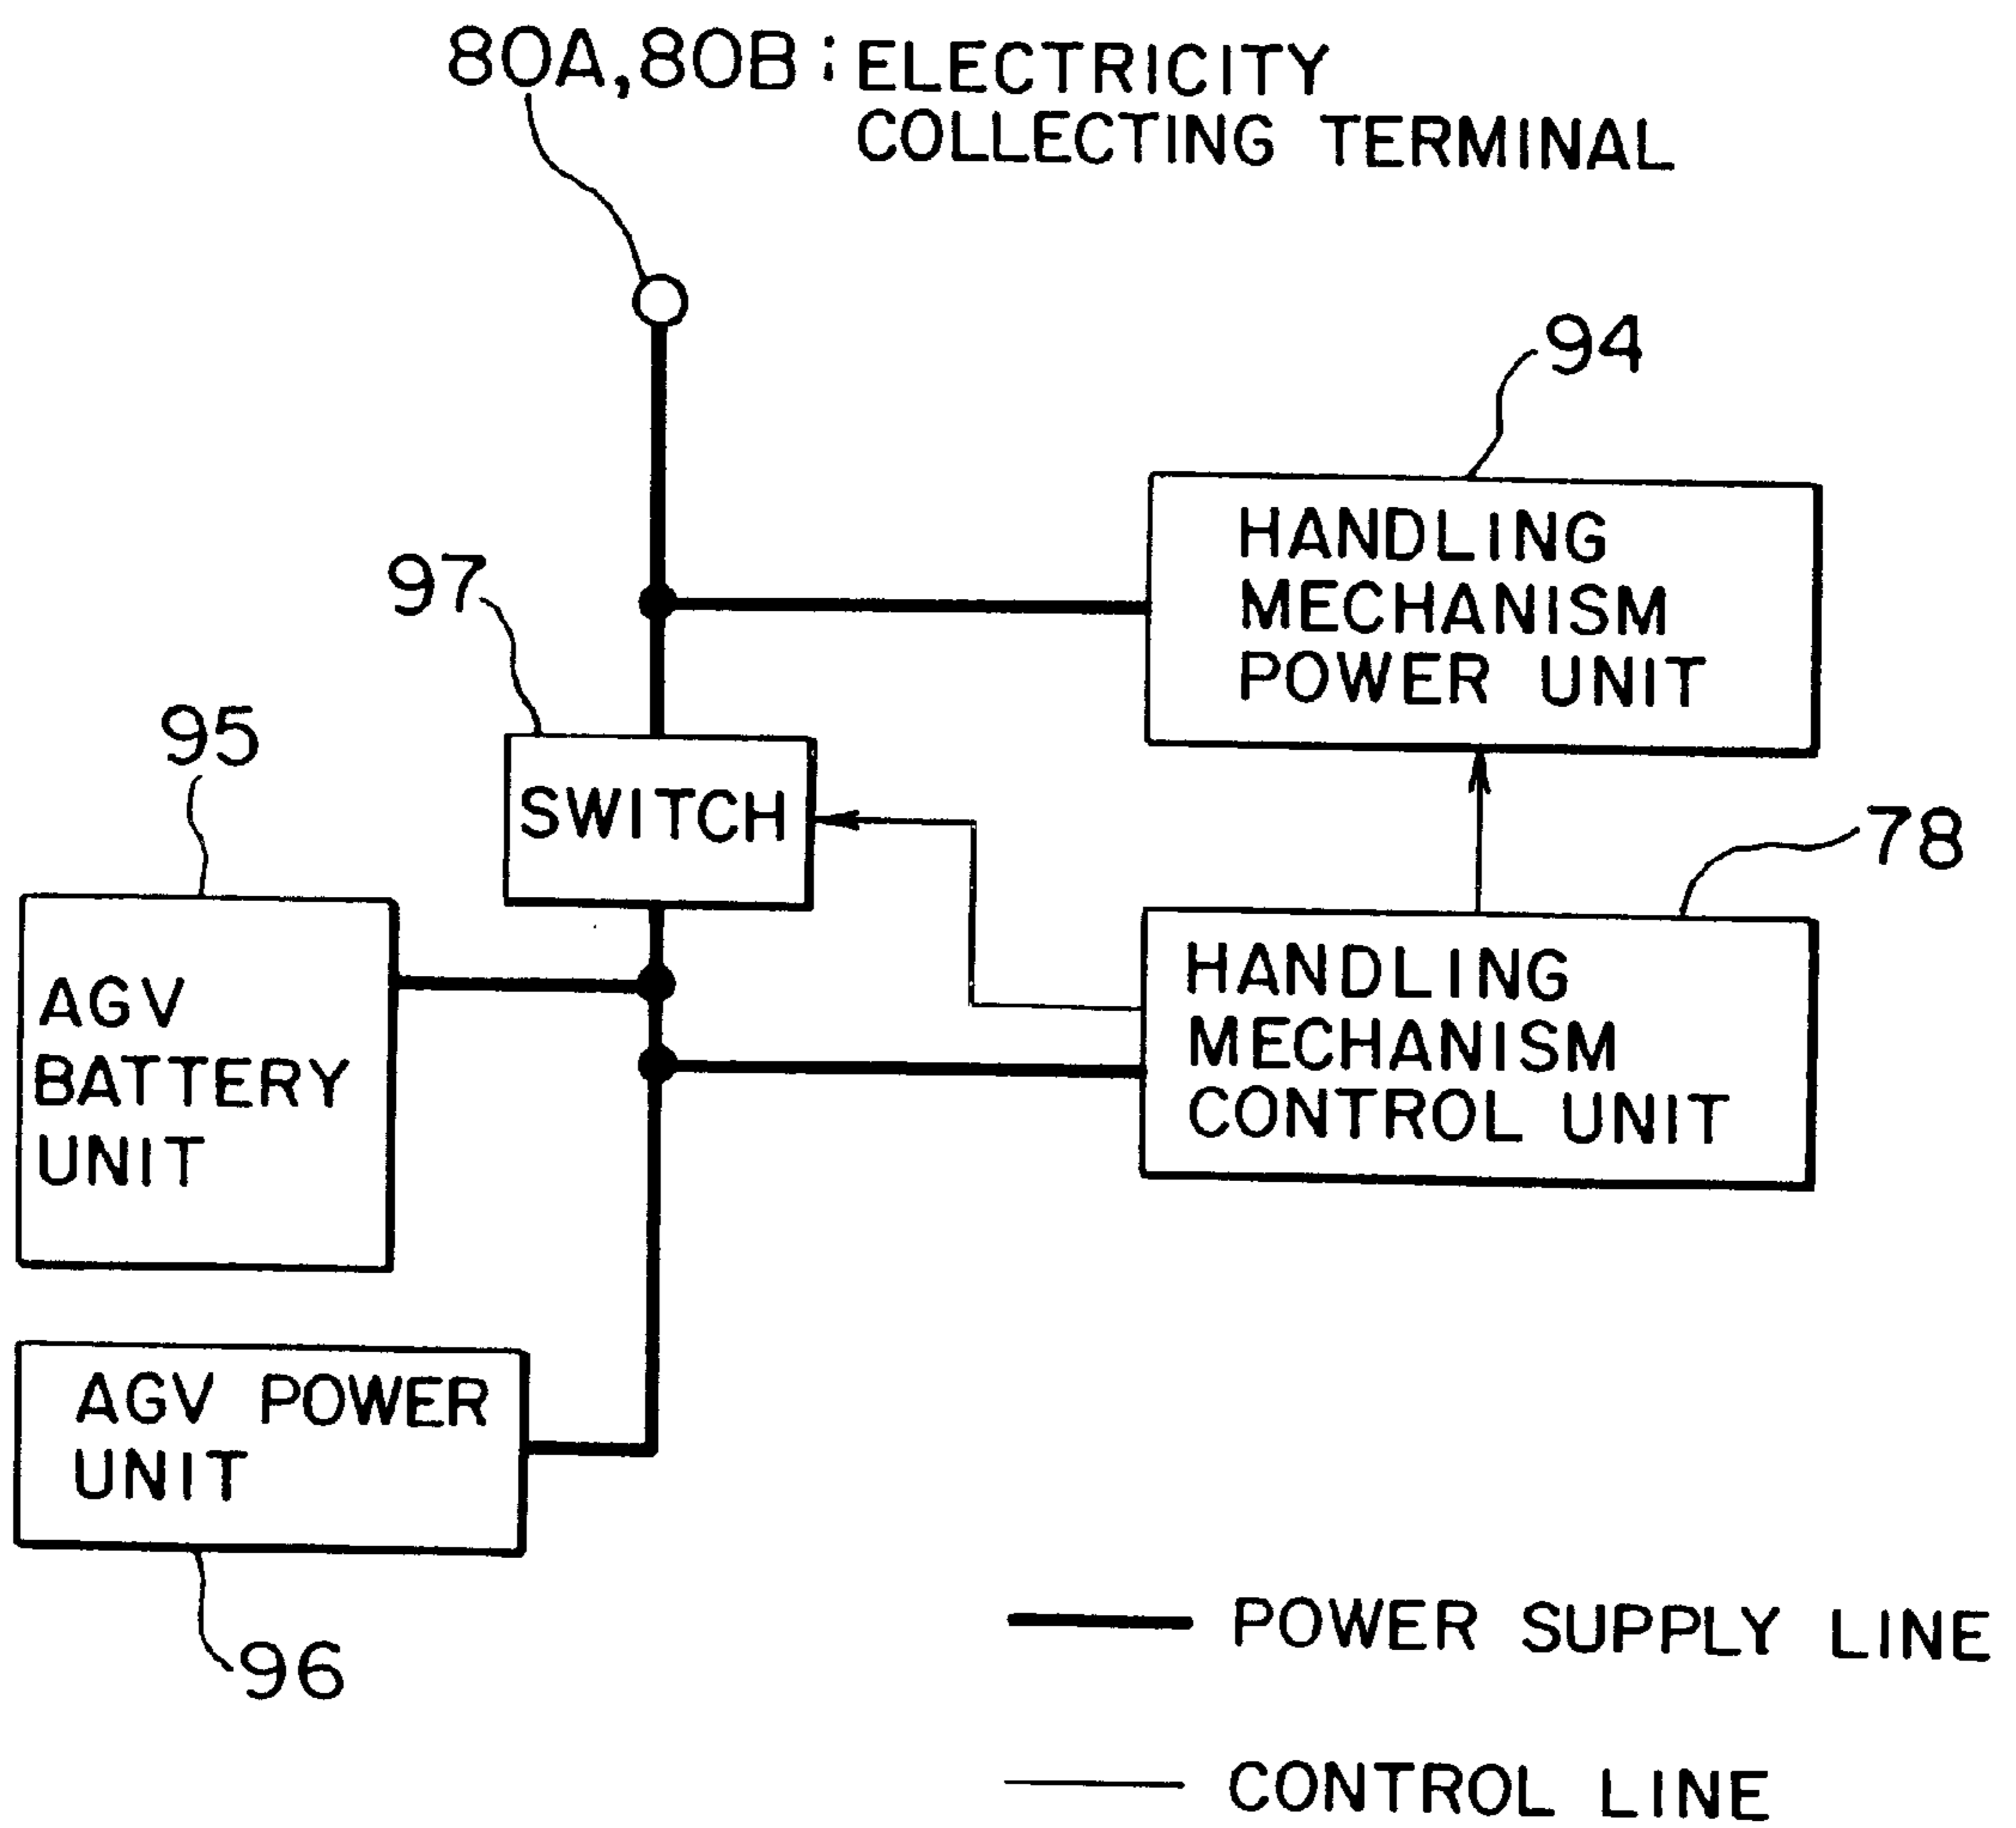 80A,80B : ELECTRICITY
COLLECTING TERMINAL
94
HANDLING
MECHANISM
POWER UNIT
97
SWITCH
95
AGV
BATTERY
UNIT
78
HANDLING
MECHANISM
CONTROL UNIT
AGV POWER
UNIT
96
POWER SUPPLY LINE
CONTROL LINE